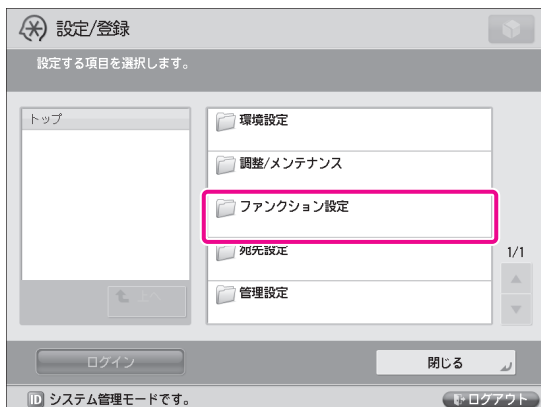 設定/登録
設定する項目を選択します。
トップ
環境設定
調整/メンテナンス
ファンクション設定
宛先設定
1/1
上へ
管理設定
ログイン
閉じる
ID システム管理モードです。
ログアウト